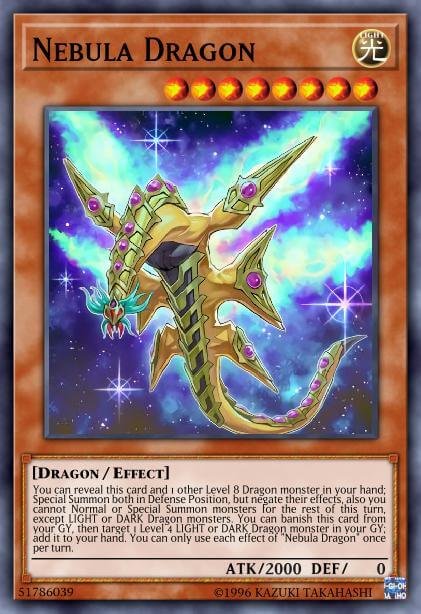 NEBULA DRAGON
LIGHT
光
[DRAGON / EFFECT]
You can reveal this card and 1 other Level 8 Dragon monster in your hand;
Special Summon both in Defense Position, but negate their effects, also you
cannot Normal or Special Summon monsters for the rest of this turn,
except LIGHT or DARK Dragon monsters. You can banish this card from
your GY, then target 1 Level 4 LIGHT or DARK Dragon monster in your GY;
add it to your hand. You can only use each effect of "Nebula Dragon" once
per turn.
ATK/2000 DEF/ 0
51786039
©1996 KAZUKI TAKAHASHI